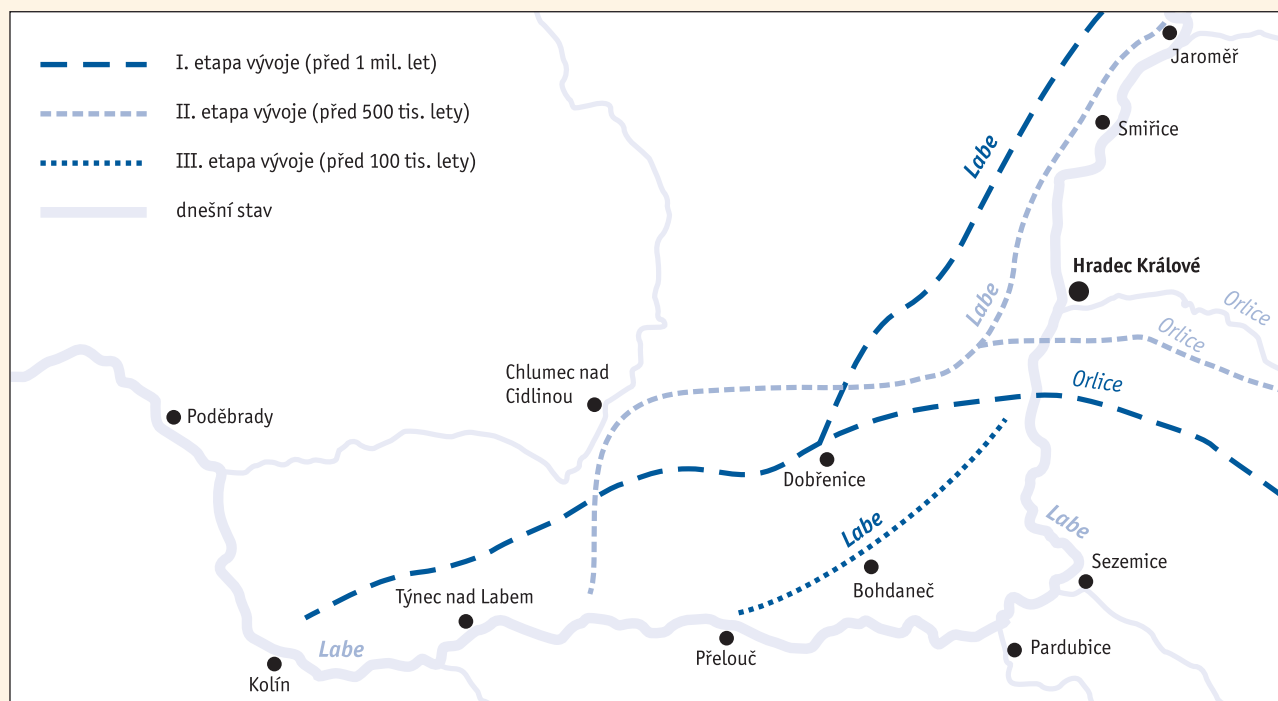 I. etapa vývoje (před 1 mil. let)
II. etapa vývoje (před 500 tis. lety)
III. etapa vývoje (před 100 tis. lety)
dnešní stav
Jaroměř
Smiřice
Labe
Hradec Králové
Labe
Orlice
Orlice
Orlice
Chlumec nad
Cidlinou
Poděbrady
Dobřenice
Labe
Labe
Sezemice
Bohdaneč
Týnec nad Labem
Labe
Přelouč
Pardubice
Kolín